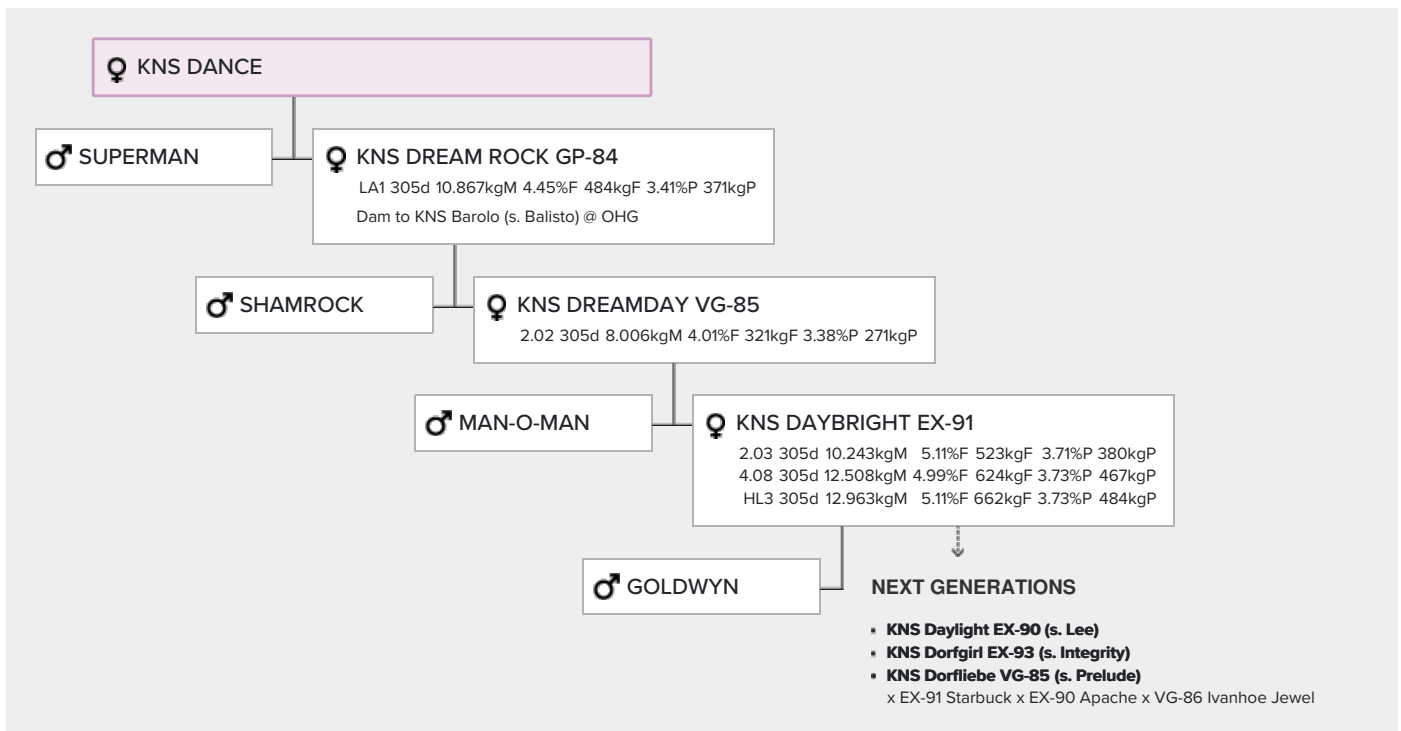 KNS DANCE
SUPERMAN
KNS DREAM ROCK GP-84
LA1 305d 10.867kgM 4.45%F 484kgF 3.41%P 371kgP
Dam to KNS Barolo (s. Balisto) @ OHG
SHAMROCK
KNS DREAMDAY VG-85
2.02 305d 8.006kgM 4.01%F 321kgF 3.38%P 271kgP
MAN-O-MAN
KNS DAYBRIGHT EX-91
2.03 305d 10.243kgM 5.11%F 523kgF 3.71%P 380kgP
4.08 305d 12.508kgM 4.99%F 624kgF 3.73%P 467kgP
HL3 305d 12.963kgM 5.11%F 662kgF 3.73%P 484kgP
GOLDWYN
NEXT GENERATIONS
• KNS Daylight EX-90 (s. Lee)
• KNS Dorfgirl EX-93 (s. Integrity)
• KNS Dorfliebe VG-85 (s. Prelude)
x EX-91 Starbuck x EX-90 Apache x VG-86 Ivanhoe Jewel